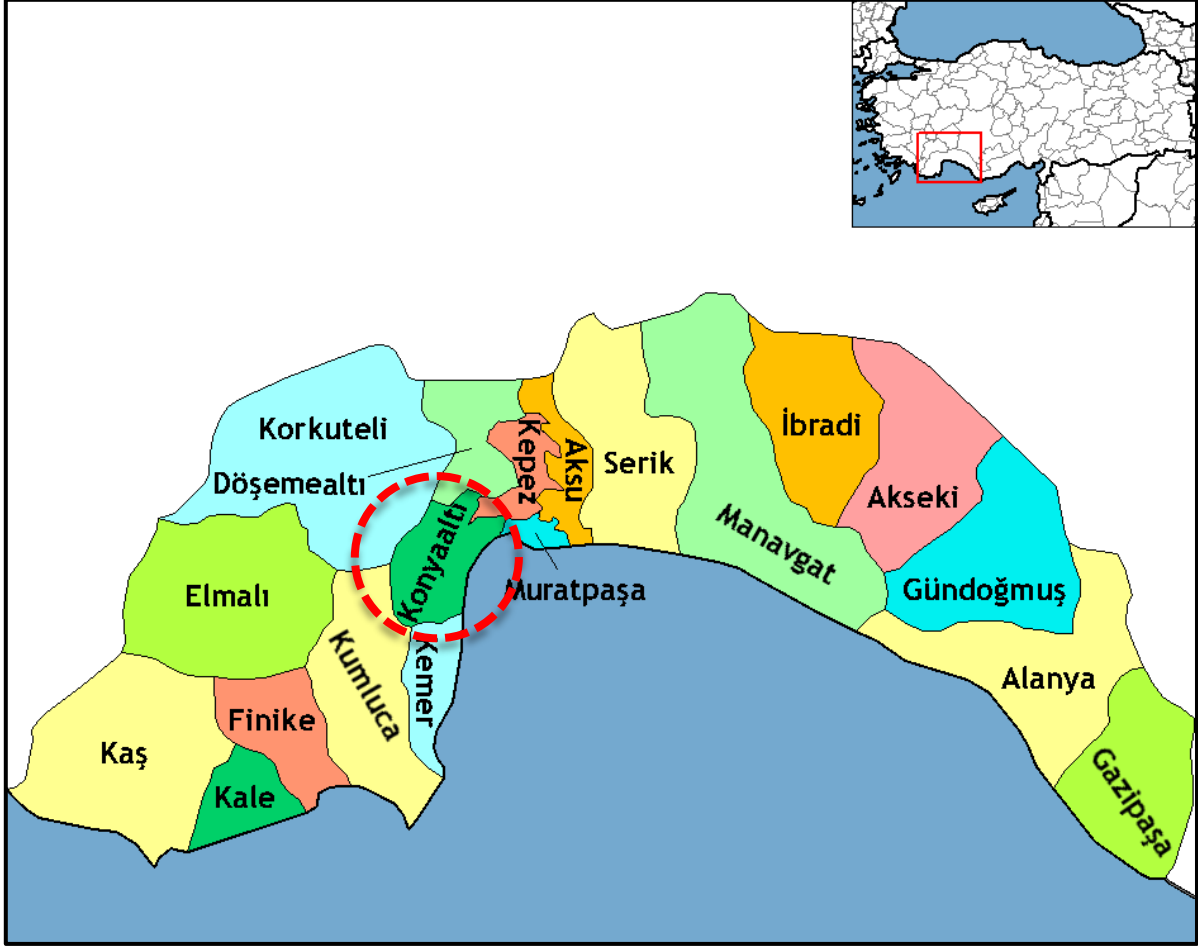 Korkuteli
Döşemealtı
Kepez
Aksu
Serik
İbradi
Akseki
Manavgat
Gündoğmuş
Konyaaltı
Muratpaşa
Elmalı
Kumluca
Kemer
Alanya
Finike
Kaş
Kale
Gazipaşa